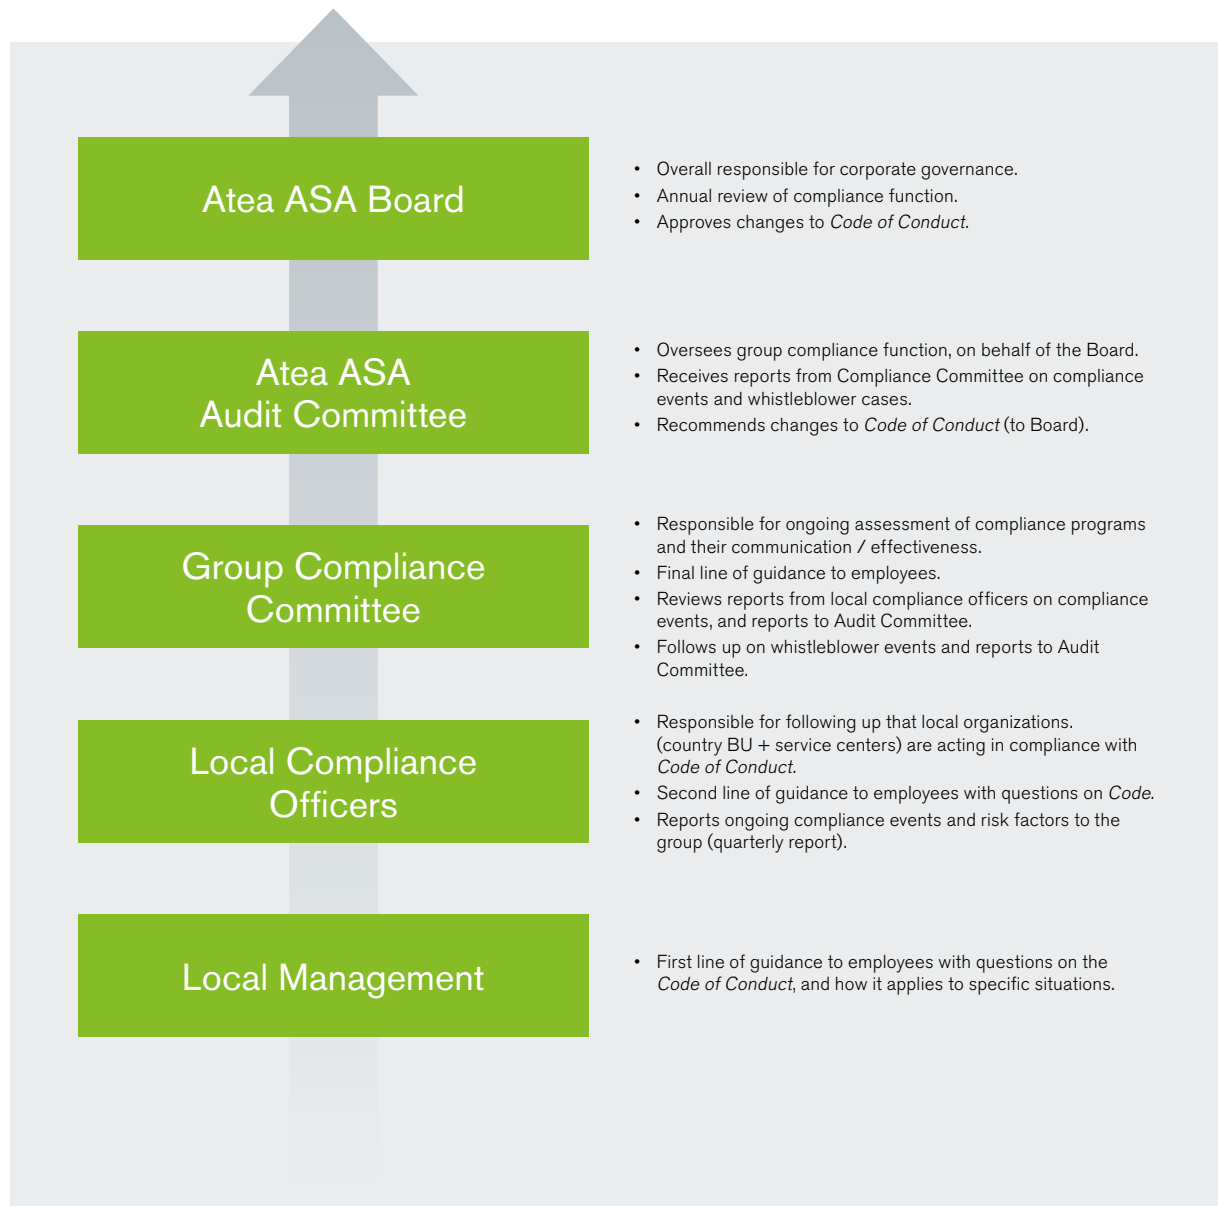 Atea ASA Board
• Overall responsible for corporate governance.
• Annual review of compliance function.
• Approves changes to Code of Conduct.
Atea ASA
Audit Committee
• Oversees group compliance function, on behalf of the Board.
• Receives reports from Compliance Committee on compliance
events and whistleblower cases.
• Recommends changes to Code of Conduct (to Board).
Group Compliance
Committee
• Responsible for ongoing assessment of compliance programs
and their communication / effectiveness.
• Final line of guidance to employees.
• Reviews reports from local compliance officers on compliance
events, and reports to Audit Committee.
• Follows up on whistleblower events and reports to Audit
Committee.
Local Compliance
Officers
• Responsible for following up that local organizations.
(country BU + service centers) are acting in compliance with
Code of Conduct.
• Second line of guidance to employees with questions on Code.
• Reports ongoing compliance events and risk factors to the
group (quarterly report).
Local Management
• First line of guidance to employees with questions on the
Code of Conduct, and how it applies to specific situations.